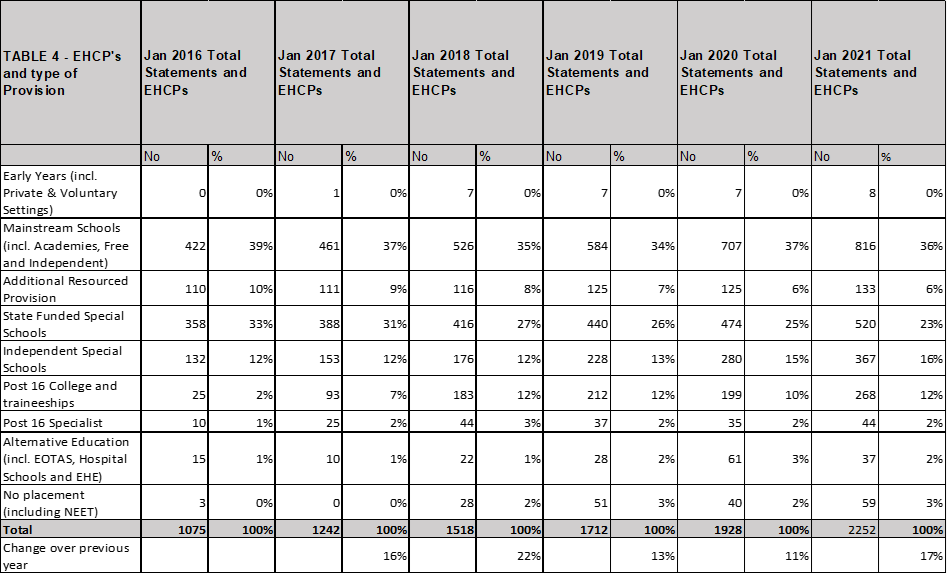 TABLE 4 - EHCP's and type of Provision | Jan 2016 Total Statements and EHCPs | Jan 2017 Total Statements and EHCPs | Jan 2018 Total Statements and EHCPs | Jan 2019 Total Statements and EHCPs | Jan 2020 Total Statements and EHCPs | Jan 2021 Total Statements and EHCPs
No | % | No | % | No | % | No | % | No | % | No | %
Early Years (incl. Private & Voluntary Settings) | 0 | 0% | 1 | 0% | 7 | 0% | 7 | 0% | 7 | 0% | 8 | 0%
Mainstream Schools (incl. Academies, Free and Independent) | 422 | 39% | 461 | 37% | 526 | 35% | 584 | 34% | 707 | 37% | 816 | 36%
Additional Resourced Provision | 110 | 10% | 111 | 9% | 116 | 8% | 125 | 7% | 125 | 6% | 133 | 6%
State Funded Special Schools | 358 | 33% | 388 | 31% | 416 | 27% | 440 | 26% | 474 | 25% | 520 | 23%
Independent Special Schools | 132 | 12% | 153 | 12% | 176 | 12% | 228 | 13% | 280 | 15% | 367 | 16%
Post 16 College and traineeships | 25 | 2% | 93 | 7% | 183 | 12% | 212 | 12% | 199 | 10% | 268 | 12%
Post 16 Specialist | 10 | 1% | 25 | 2% | 44 | 3% | 37 | 2% | 35 | 2% | 44 | 2%
Alternative Education (incl. EOTAS, Hospital Schools and EHE) | 15 | 1% | 10 | 1% | 22 | 1% | 28 | 2% | 61 | 3% | 37 | 2%
No placement (including NEET) | 3 | 0% | 0 | 0% | 28 | 2% | 51 | 3% | 40 | 2% | 59 | 3%
Total | 1075 | 100% | 1242 | 100% | 1518 | 100% | 1712 | 100% | 1928 | 100% | 2252 | 100%
Change over previous year | 16% | 22% | 13% | 11% | 17%